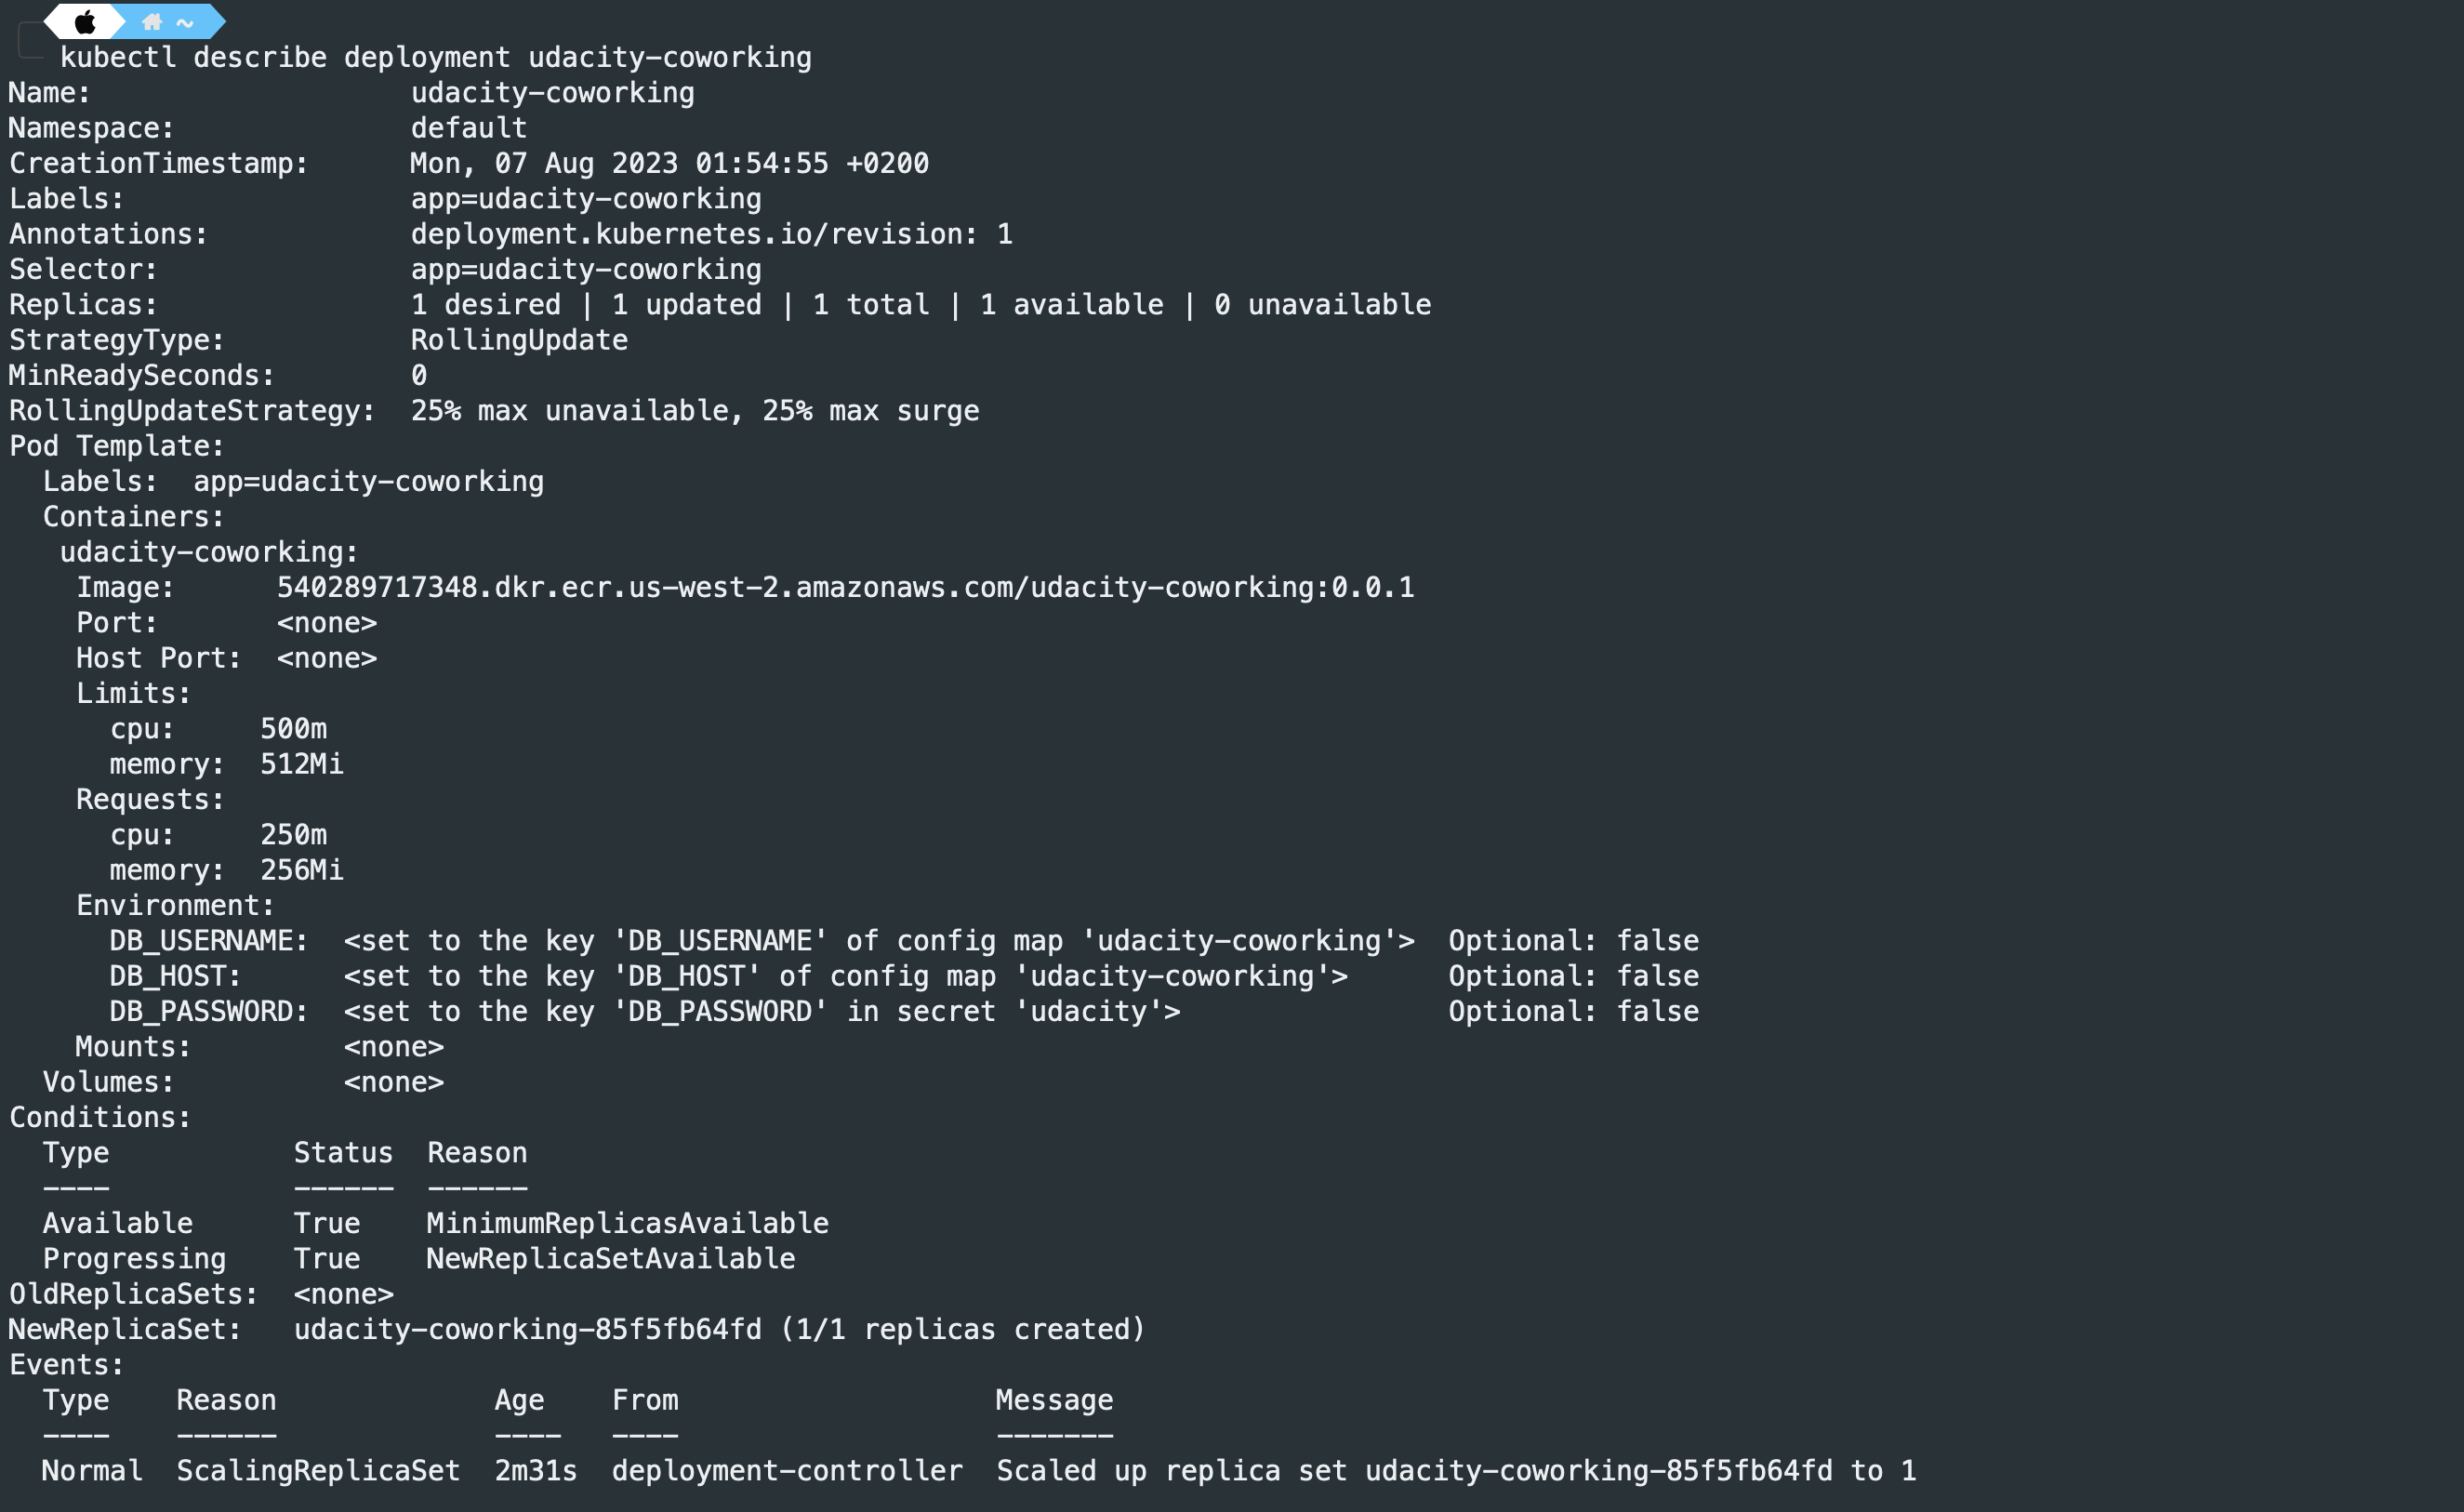 ~
kubectl describe deployment udacity-coworking
Name:                   udacity-coworking
Namespace:              default
CreationTimestamp:      Mon, 07 Aug 2023 01:54:55 +0200
Labels:                 app=udacity-coworking
Annotations:            deployment.kubernetes.io/revision: 1
Selector:               app=udacity-coworking
Replicas:               1 desired | 1 updated | 1 total | 1 available | 0 unavailable
StrategyType:           RollingUpdate
MinReadySeconds:        0
RollingUpdateStrategy:  25% max unavailable, 25% max surge
Pod Template:
  Labels:  app=udacity-coworking
  Containers:
   udacity-coworking:
    Image:      540289717348.dkr.ecr.us-west-2.amazonaws.com/udacity-coworking:0.0.1
    Port:       <none>
    Host Port:  <none>
    Limits:
      cpu:     500m
      memory:  512Mi
    Requests:
      cpu:     250m
      memory:  256Mi
    Environment:
      DB_USERNAME:  <set to the key 'DB_USERNAME' of config map 'udacity-coworking'>  Optional: false
      DB_HOST:      <set to the key 'DB_HOST' of config map 'udacity-coworking'>      Optional: false
      DB_PASSWORD:  <set to the key 'DB_PASSWORD' in secret 'udacity'>                Optional: false
    Mounts:         <none>
  Volumes:          <none>
Conditions:
  Type           Status  Reason
  ----           ------  ------
  Available      True    MinimumReplicasAvailable
  Progressing    True    NewReplicaSetAvailable
OldReplicaSets:  <none>
NewReplicaSet:   udacity-coworking-85f5fb64fd (1/1 replicas created)
Events:
  Type    Reason             Age    From                   Message
  ----    ------             ----   ----                   -------
  Normal  ScalingReplicaSet  2m31s  deployment-controller  Scaled up replica set udacity-coworking-85f5fb64fd to 1